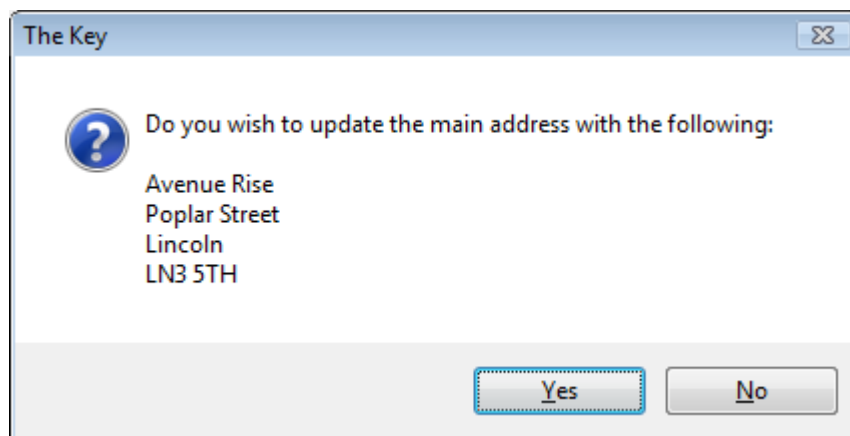 The Key
Do you wish to update the main address with the following:
Avenue Rise
Poplar Street
Lincoln
LN3 5TH
Yes
No